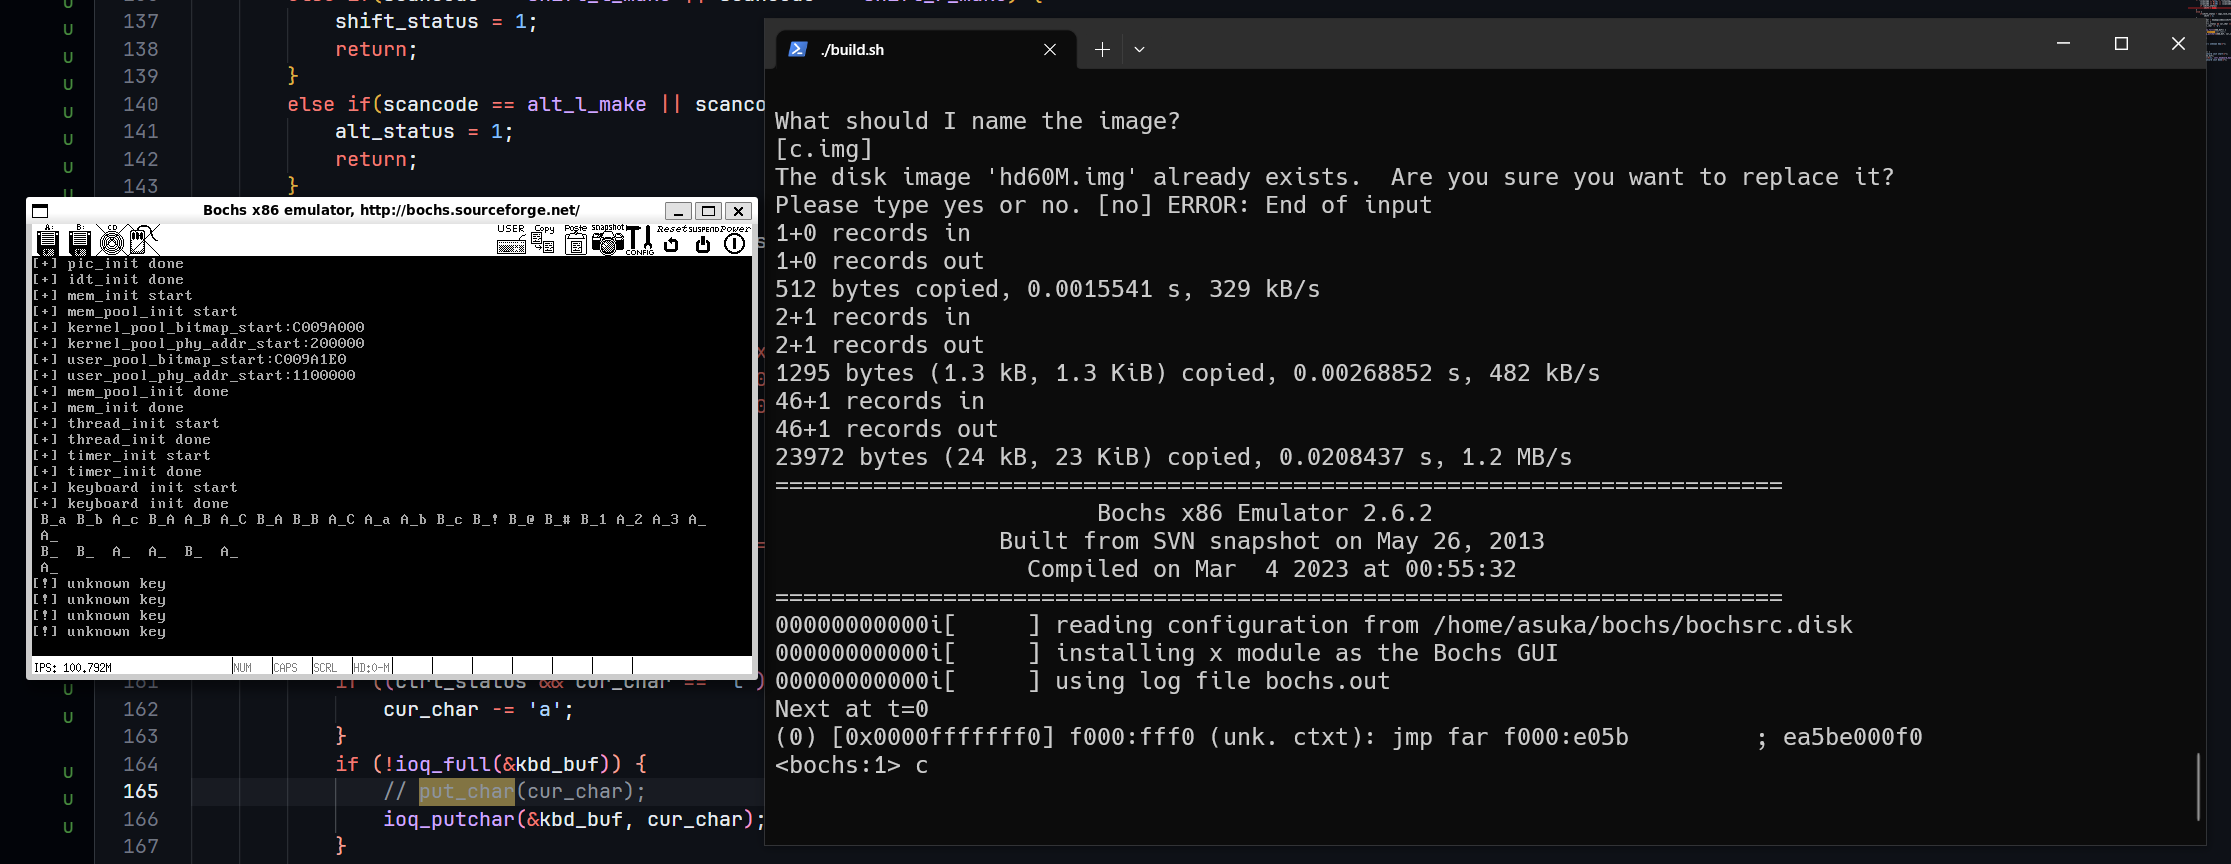 137 shift_status = 1;
138 return;
139 }
140 else if(scancode == alt_l_make || scanco
141 alt_status = 1;
142 return;
143 }
./build.sh
What should I name the image?
[c.img]
The disk image 'hd60M.img' already exists.  Are you sure you want to replace it?
Please type yes or no. [no] ERROR: End of input
1+0 records in
1+0 records out
512 bytes copied, 0.0015541 s, 329 kB/s
2+1 records in
2+1 records out
1295 bytes (1.3 kB, 1.3 KiB) copied, 0.00268852 s, 482 kB/s
46+1 records in
46+1 records out
23972 bytes (24 kB, 23 KiB) copied, 0.0208437 s, 1.2 MB/s
========================================================================
Bochs x86 Emulator 2.6.2
Built from SVN snapshot on May 26, 2013
Compiled on Mar  4 2023 at 00:55:32
========================================================================
00000000000i[     ] reading configuration from /home/asuka/bochs/bochsrc.disk
00000000000i[     ] installing x module as the Bochs GUI
00000000000i[     ] using log file bochs.out
Next at t=0
(0) [0x0000fffffff0] f000:fff0 (unk. ctxt): jmp far f000:e05b         ; ea5be000f0
<bochs:1> c
Bochs x86 emulator, http://bochs.sourceforge.net/
A: B: CD USER Copy Paste snapshot CONFIG Reset SUSPEND Power
[+] pic_init done
[+] idt_init done
[+] mem_init start
[+] mem_pool_init start
[+] kernel_pool_bitmap_start:C009A000
[+] kernel_pool_phy_addr_start:200000
[+] user_pool_bitmap_start:C009A1E0
[+] user_pool_phy_addr_start:1100000
[+] mem_pool_init done
[+] mem_init done
[+] thread_init start
[+] thread_init done
[+] timer_init start
[+] timer_init done
[+] keyboard init start
[+] keyboard init done
B_a B_b A_c B_A A_B A_C B_A B_B A_C A_a A_b B_c B_! B_@ B_# B_1 A_2 A_3 A_
A_
B_  B_  A_  A_  B_  A_
A_
[!] unknown key
[!] unknown key
[!] unknown key
[!] unknown key
IPS: 100.792M NUM CAPS SCRL HD:0-M
162 cur_char -= 'a';
163 }
164 if (!ioq_full(&kbd_buf)) {
165 // put_char(cur_char);
166 ioq_putchar(&kbd_buf, cur_char);
167 }